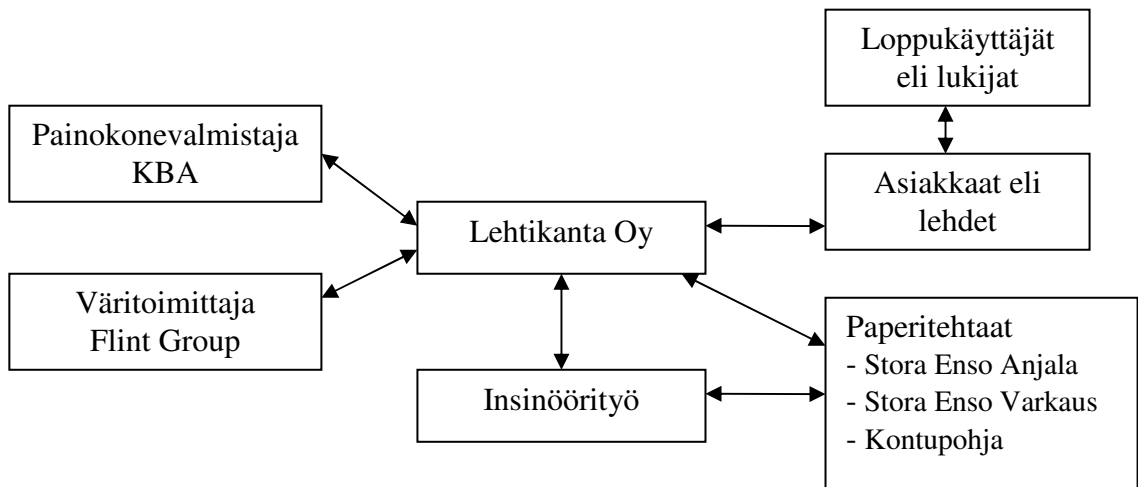 Loppukäyttäjät
eli lukijat
Painokonevalmistaja
KBA
Asiakkaat eli
lehdet
Lehtikanta Oy
Väritoimittaja
Flint Group
Paperitehtaat
- Stora Enso Anjala
- Stora Enso Varkaus
- Kontupohja
Insinöörityö